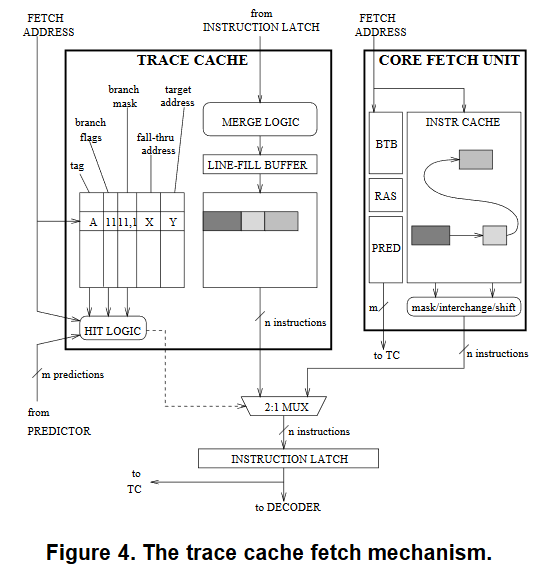 FETCH
ADDRESS
from
INSTRUCTION LATCH
FETCH
ADDRESS
TRACE CACHE
CORE FETCH UNIT
branch
mask
target
address
branch
flags
fall-thru
address
tag
MERGE LOGIC
LINE-FILL BUFFER
A 11 11,1 X Y
HIT LOGIC
n instructions
BTB
RAS
PRED
INSTR CACHE
mask/interchange/shift
m
to TC
n instructions
m predictions
from
PREDICTOR
2:1 MUX
n instructions
INSTRUCTION LATCH
to
TC
to DECODER
Figure 4. The trace cache fetch mechanism.